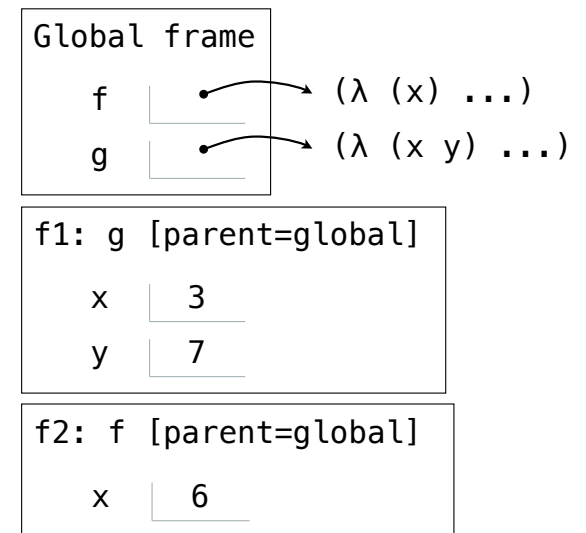 Global frame
f (λ (x) ...)
g (λ (x y) ...)
f1: g [parent=global]
x 3
y 7
f2: f [parent=global]
x 6